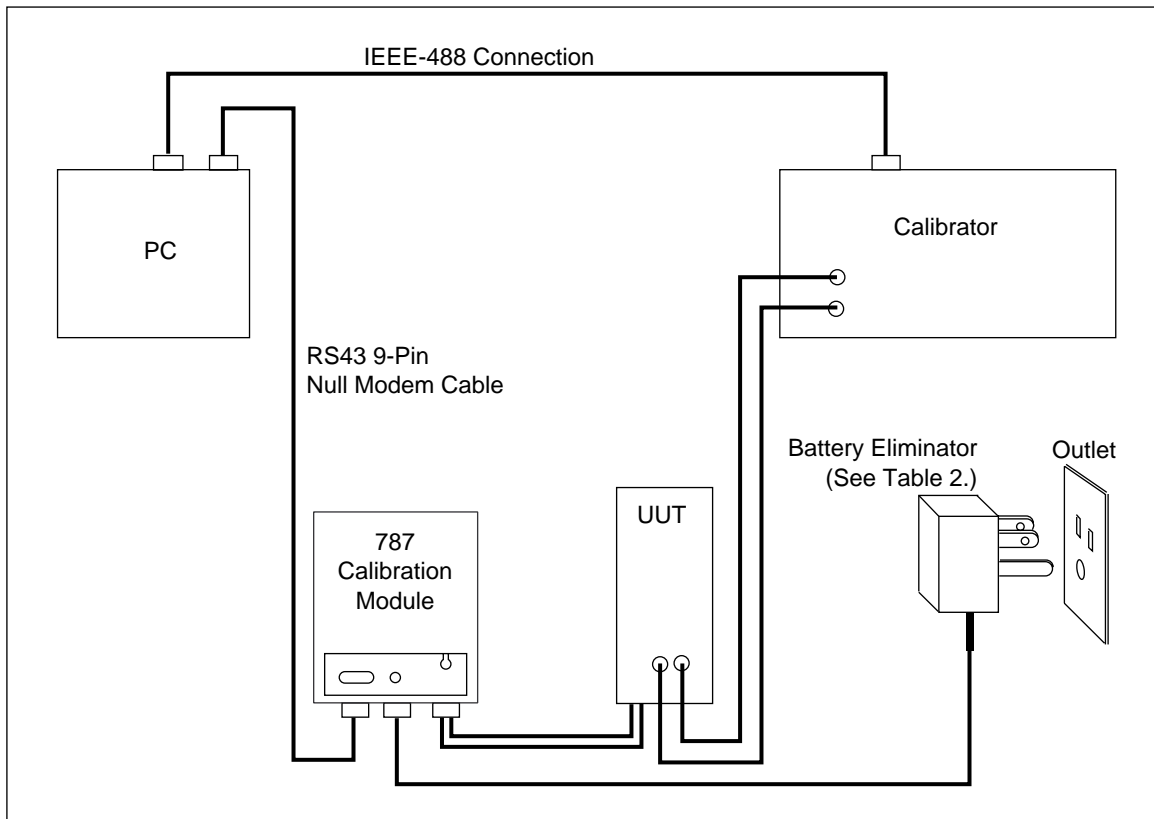 IEEE-488 Connection
PC
Calibrator
RS43 9-Pin
Null Modem Cable
Battery Eliminator
(See Table 2.)
Outlet
UUT
787
Calibration
Module